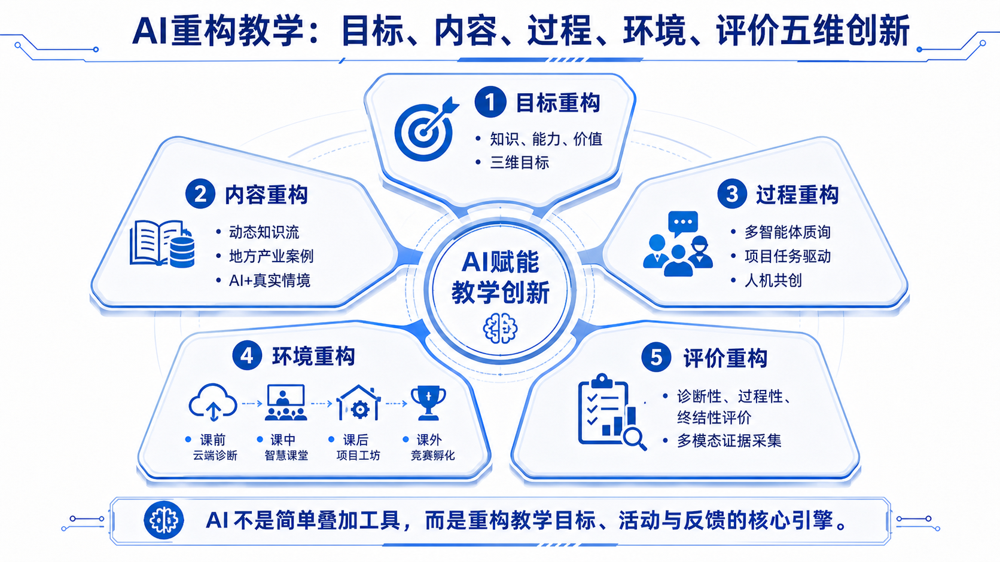 AI重构教学：目标、内容、过程、环境、评价五维创新
1 目标重构
• 知识、能力、价值
• 三维目标
2 内容重构
• 动态知识流
• 地方产业案例
• AI+真实情境
3 过程重构
• 多智能体质询
• 项目任务驱动
• 人机共创
AI赋能
教学创新
4 环境重构
• 课前
云端诊断
• 课中
智慧课堂
• 课后
项目工坊
• 课外
竞赛孵化
5 评价重构
• 诊断性、过程性、
终结性评价
• 多模态证据采集
AI 不是简单叠加工具，而是重构教学目标、活动与反馈的核心引擎。